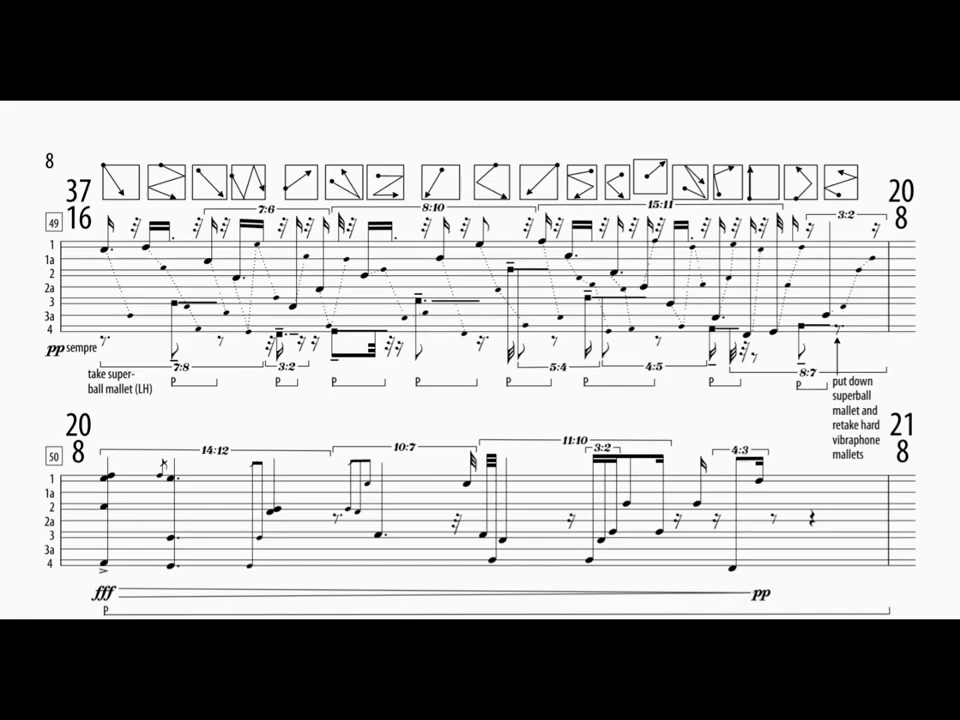 8
37 20
49 16 8
7:6 8:10 15:11 3:2
1
1a
2
2a
3
3a
4
pp sempre
7:8 3:2 5:4 4:5 8:7
take super-
ball mallet (LH)
P P P P P P P P
put down
superball
mallet and
retake hard
vibraphone
mallets
20 21
50 8 8
14:12 10:7 11:10 3:2 4:3
1
1a
2
2a
3
3a
4
fff pp
P